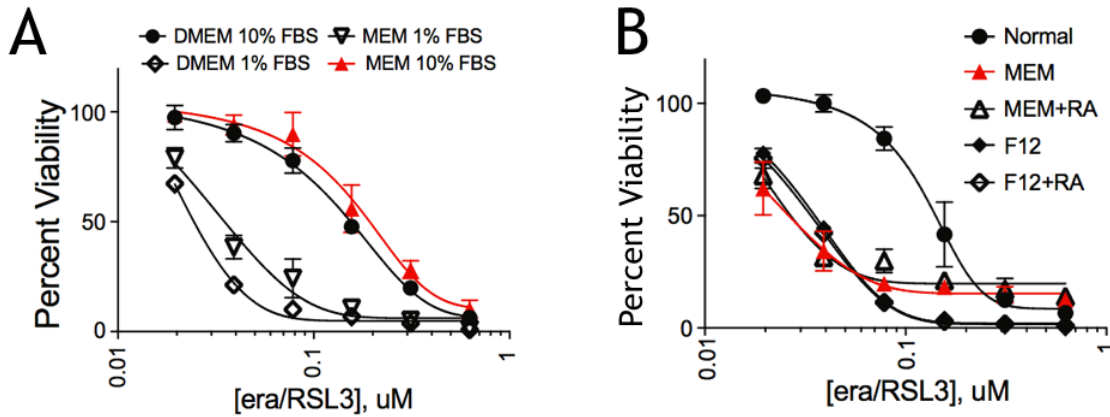 A
DMEM 10% FBS
MEM 1% FBS
DMEM 1% FBS
MEM 10% FBS
Percent Viability
100
50
0
0.01
0.1
1
[era/RSL3], uM
B
Normal
MEM
MEM+RA
F12
F12+RA
Percent Viability
100
50
0
0.01
0.1
1
[era/RSL3], uM